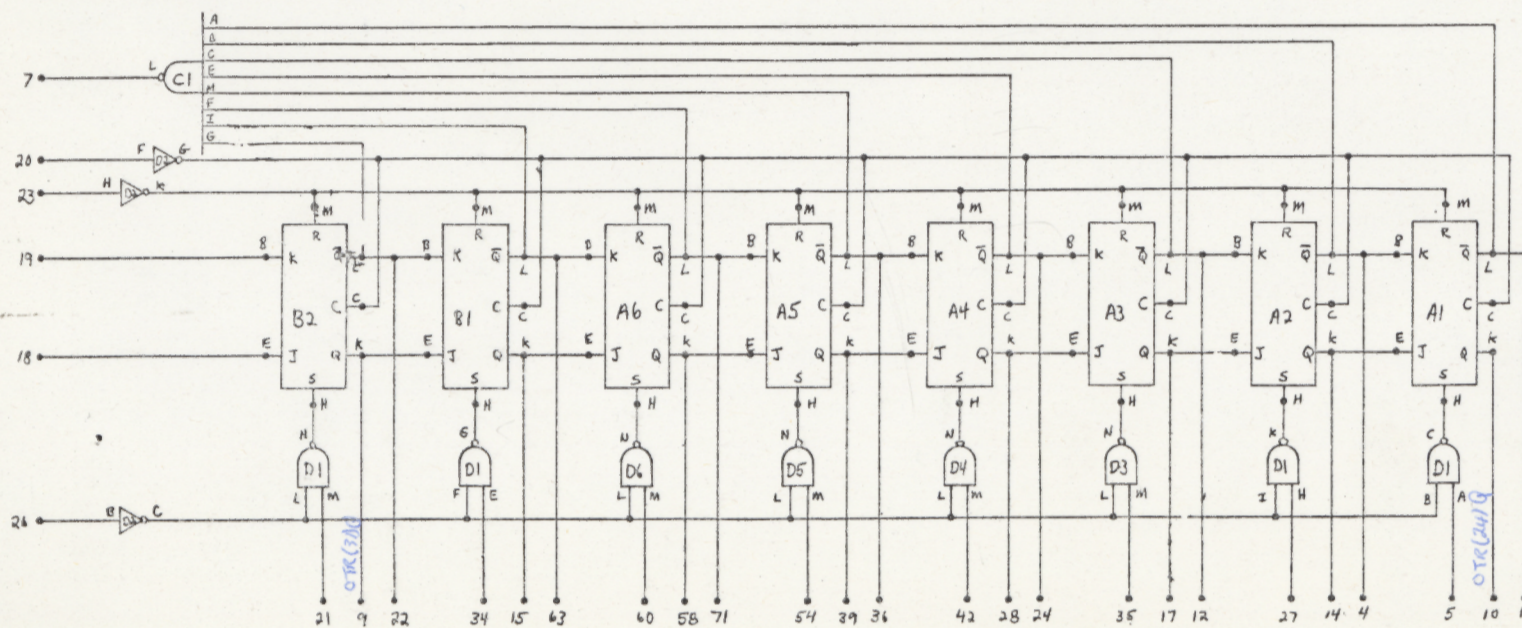 A
B
C
L C1 E
7 M
F
I
G
20 F G
H K
23
M M M M M M M M
R R R R R R R R
19 B K L B K Q̄ L B K Q̄ L B K Q̄ L B K Q̄ L B K Q̄ L B K Q̄ L B K Q̄ L
C C C C C C C C
B2 C B1 C A6 C A5 C A4 C A3 C A2 C A1 C
18 E J Q K E J Q K E J Q K E J Q K E J Q K E J Q K E J Q K E J Q K
S S S S S S S S
H H H H H H H H
N G N N N N K C
D1 D1 D6 D5 D4 D3 D1 D1
L M F E L M L M L M L M I H B A
26 B C
OTR(24)Q
21 9 22 34 15 63 60 58 71 54 39 36 42 28 24 35 17 12 27 14 4 5 10